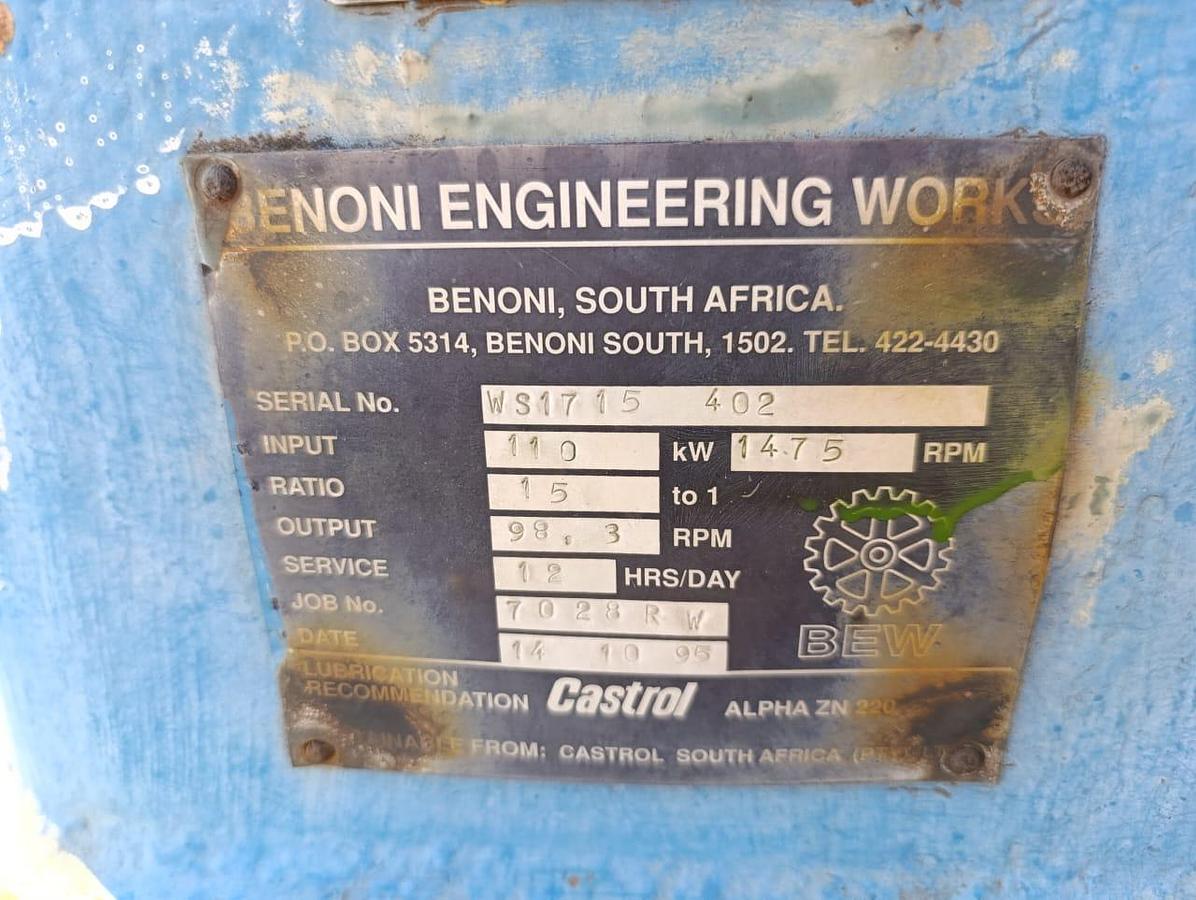 BENONI ENGINEERING WORKS
BENONI, SOUTH AFRICA.
P.O. BOX 5314, BENONI SOUTH, 1502. TEL. 422-4430
SERIAL No. WS1715 402
INPUT 110 kW 1475 RPM
RATIO 15 to 1
OUTPUT 98.3 RPM
SERVICE 12 HRS/DAY
JOB No. 7028RW
DATE 14 10 95
BEW
LUBRICATION
RECOMMENDATION Castrol ALPHA ZN 220
FROM: CASTROL SOUTH AFRICA